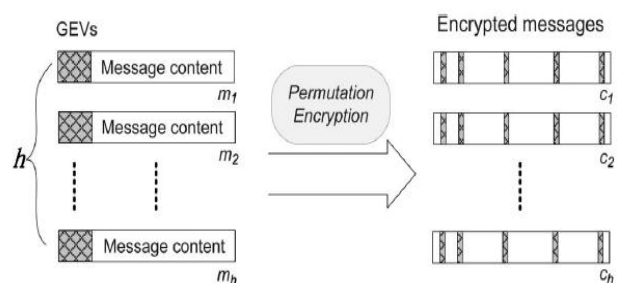 GEVs
Encrypted messages
Message content
m1
Permutation
Encryption
c1
Message content
m2
c2
h
Message content
mh
ch